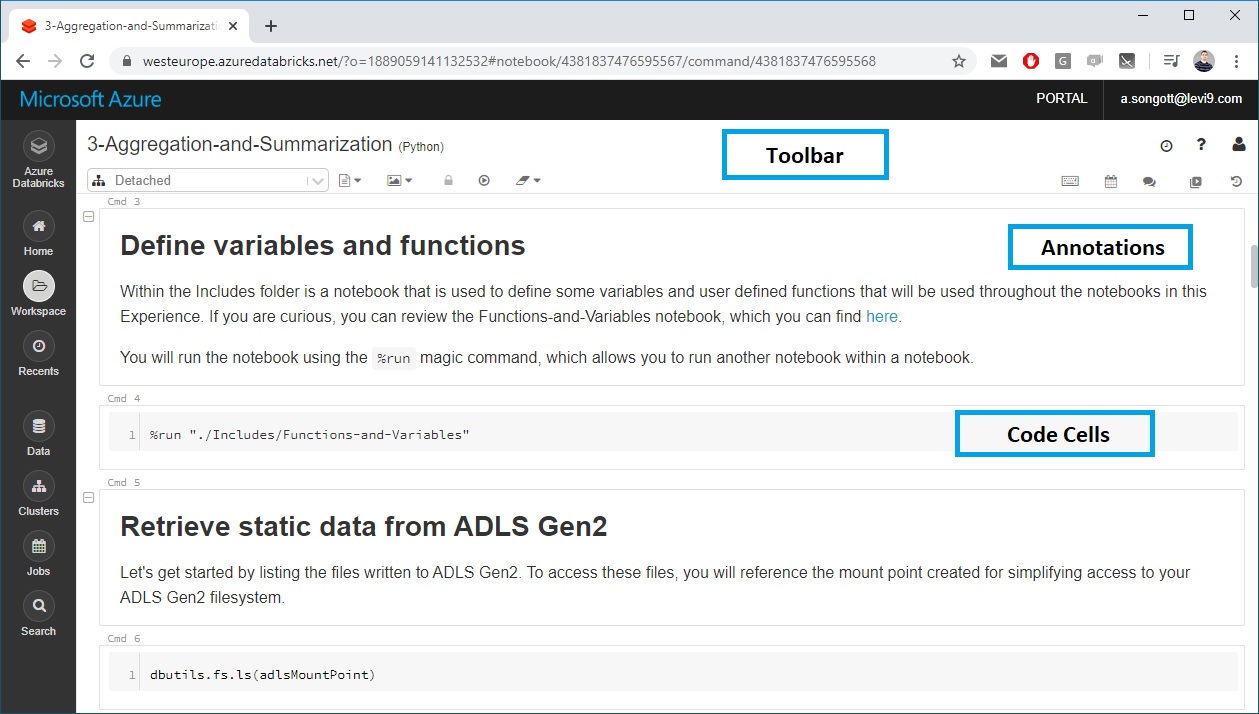 3-Aggregation-and-Summarizati
westeurope.azuredatabricks.net/?o=1889059141132532#notebook/4381837476595567/command/4381837476595568
Microsoft Azure
PORTAL
a.songott@levi9.com
Azure
Databricks
Home
Workspace
Recents
Data
Clusters
Jobs
Search
3-Aggregation-and-Summarization (Python)
Toolbar
?
Detached
Cmd 3
Define variables and functions
Annotations
Within the Includes folder is a notebook that is used to define some variables and user defined functions that will be used throughout the notebooks in this
Experience. If you are curious, you can review the Functions-and-Variables notebook, which you can find here.
You will run the notebook using the %run magic command, which allows you to run another notebook within a notebook.
Cmd 4
1 %run "./Includes/Functions-and-Variables"
Code Cells
Cmd 5
Retrieve static data from ADLS Gen2
Let's get started by listing the files written to ADLS Gen2. To access these files, you will reference the mount point created for simplifying access to your
ADLS Gen2 filesystem.
Cmd 6
1 dbutils.fs.ls(adlsMountPoint)